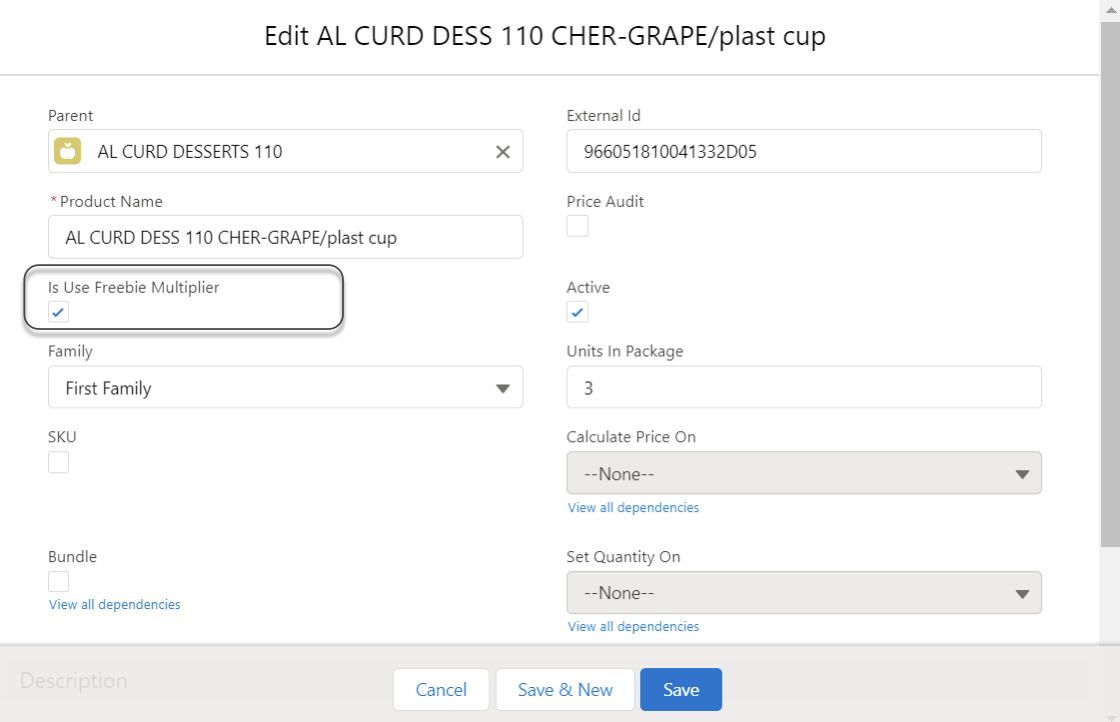 Edit AL CURD DESS 110 CHER-GRAPE/plast cup
Parent
External Id
AL CURD DESSERTS 110
966051810041332D05
* Product Name
Price Audit
AL CURD DESS 110 CHER-GRAPE/plast cup
Is Use Freebie Multiplier
Active
Family
Units In Package
First Family
3
SKU
Calculate Price On
--None--
View all dependencies
Bundle
Set Quantity On
--None--
View all dependencies
View all dependencies
Description
Cancel
Save & New
Save